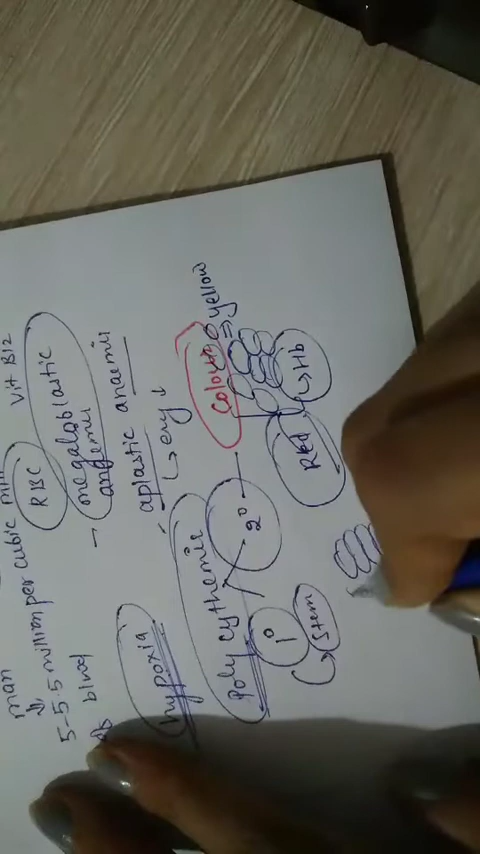 man
5-5.5 million per cubic mm
blood
RBC
Vit B12
megaloblastic
anaemia
aplastic anaemia
ery ↓
hypoxia
polycythemia
1°
2°
Stem
Colour
yellow
Red
Hb